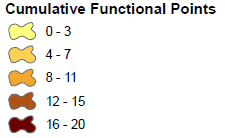 Cumulative Functional Points
0 - 3
4 - 7
8 - 11
12 - 15
16 - 20